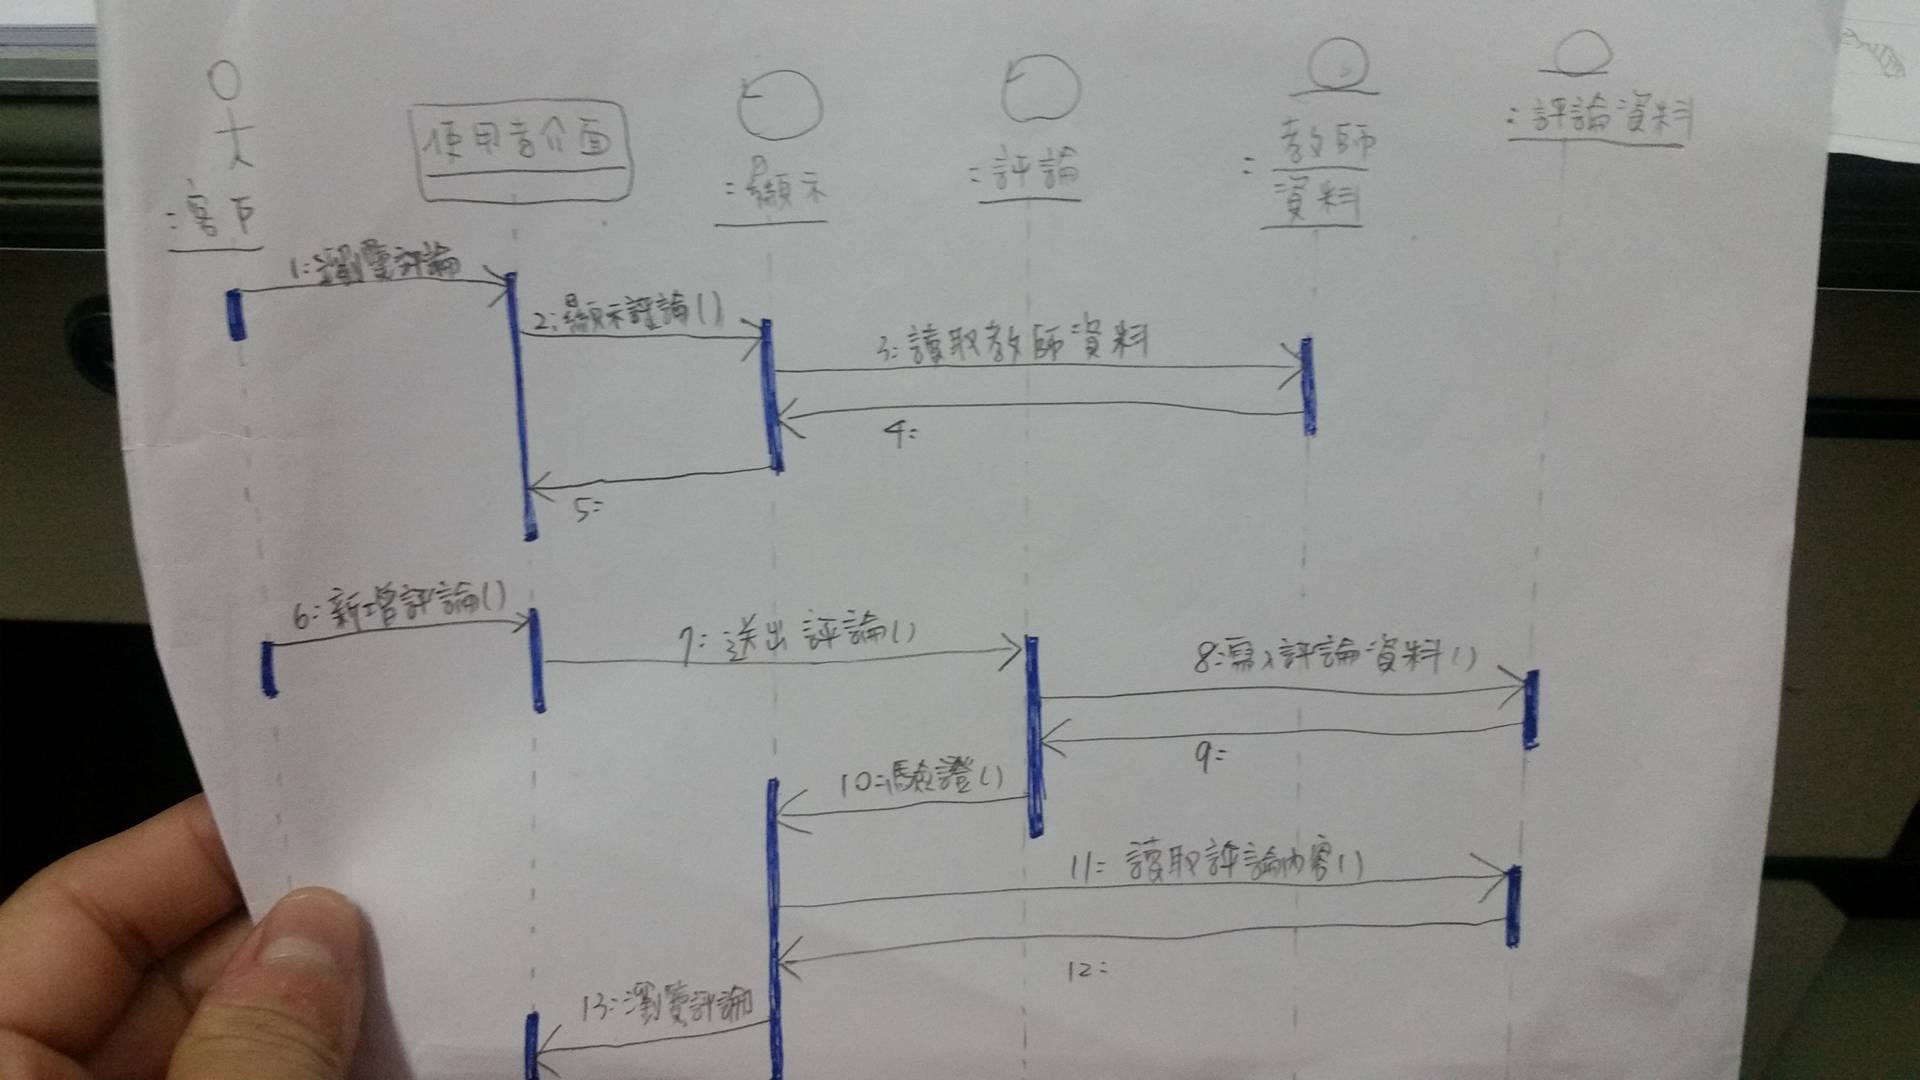 :客戶
使用者介面
:顯示
:評論
:教師
資料
:評論資料
1:瀏覽評論
2:顯示評論()
3:讀取教師資料
4:
5:
6:新增評論()
7:送出評論()
8:寫入評論資料()
9:
10:驗證()
11:讀取評論內容()
12:
13:瀏覽評論